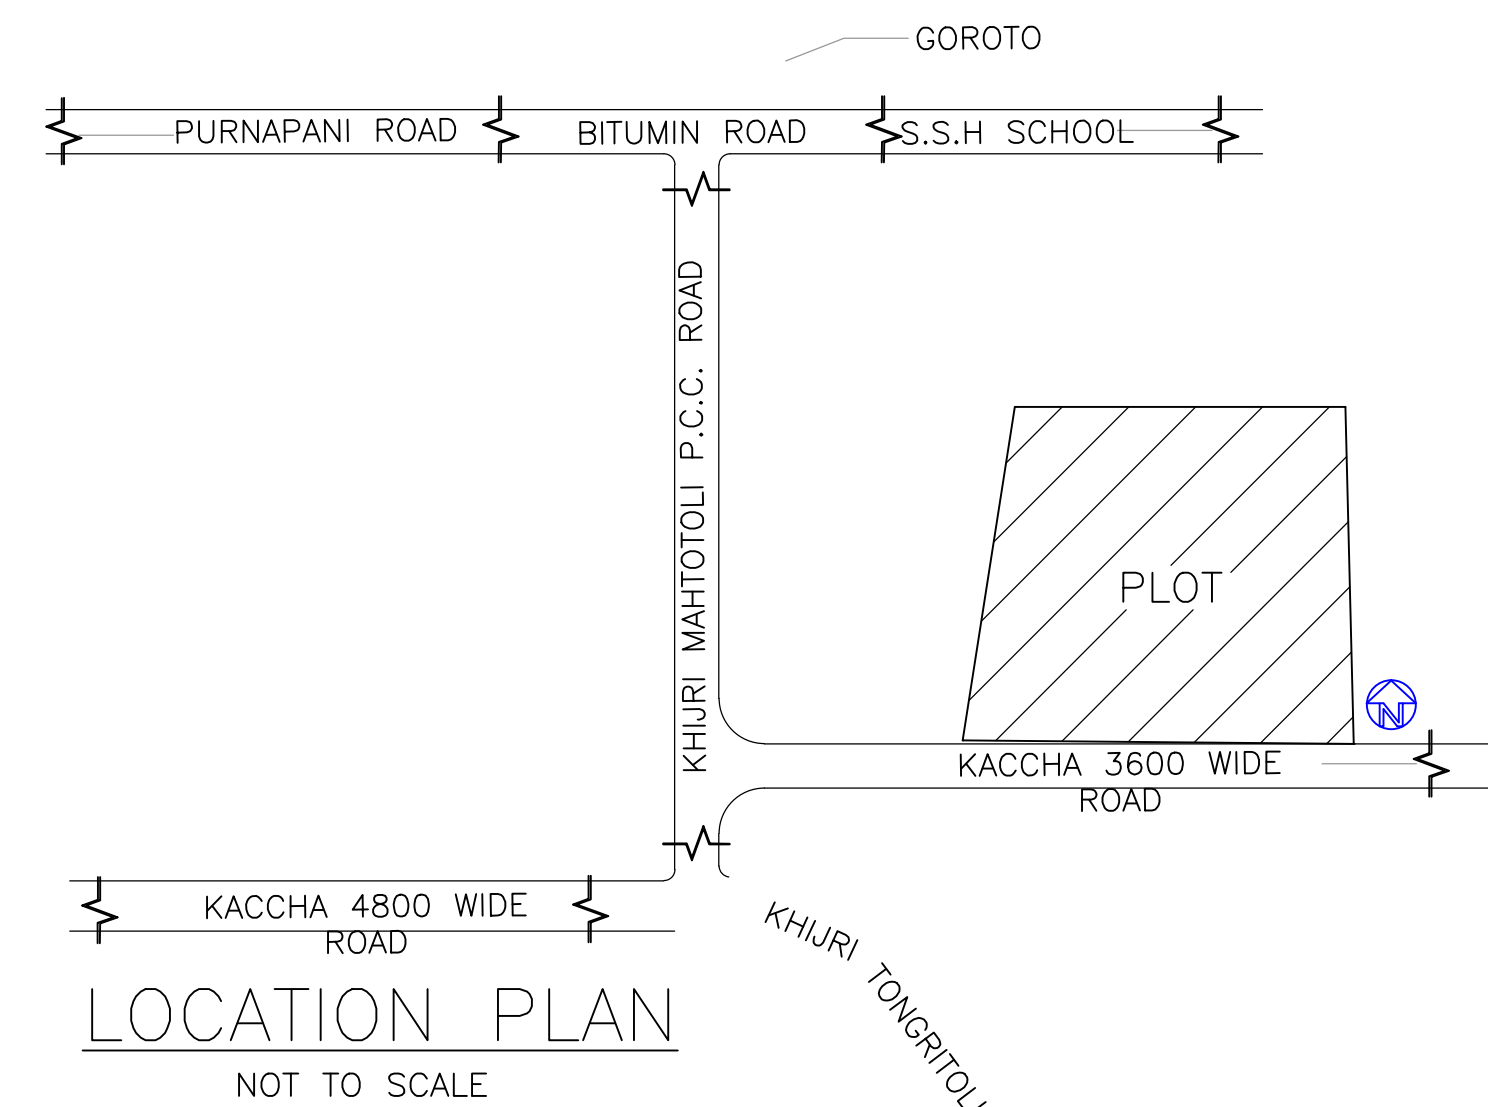 GOROTO
PURNAPANI ROAD
BITUMIN ROAD
S.S.H SCHOOL
KHIJRI MAHTOTOLI P.C.C. ROAD
PLOT
N
KACCHA 3600 WIDE
ROAD
KACCHA 4800 WIDE
ROAD
KHIJRI TONGRITOLI
LOCATION PLAN
NOT TO SCALE